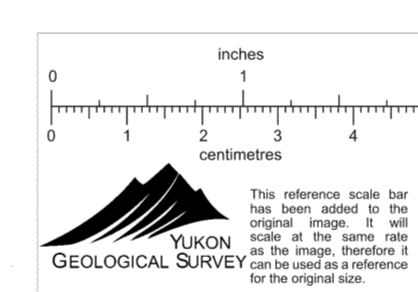 inches
0 1
0 1 2 3 4
centimetres
This reference scale bar
has been added to the
original image. It will
scale at the same rate
as the image, therefore it
can be used as a reference
for the original size.
YUKON
GEOLOGICAL SURVEY